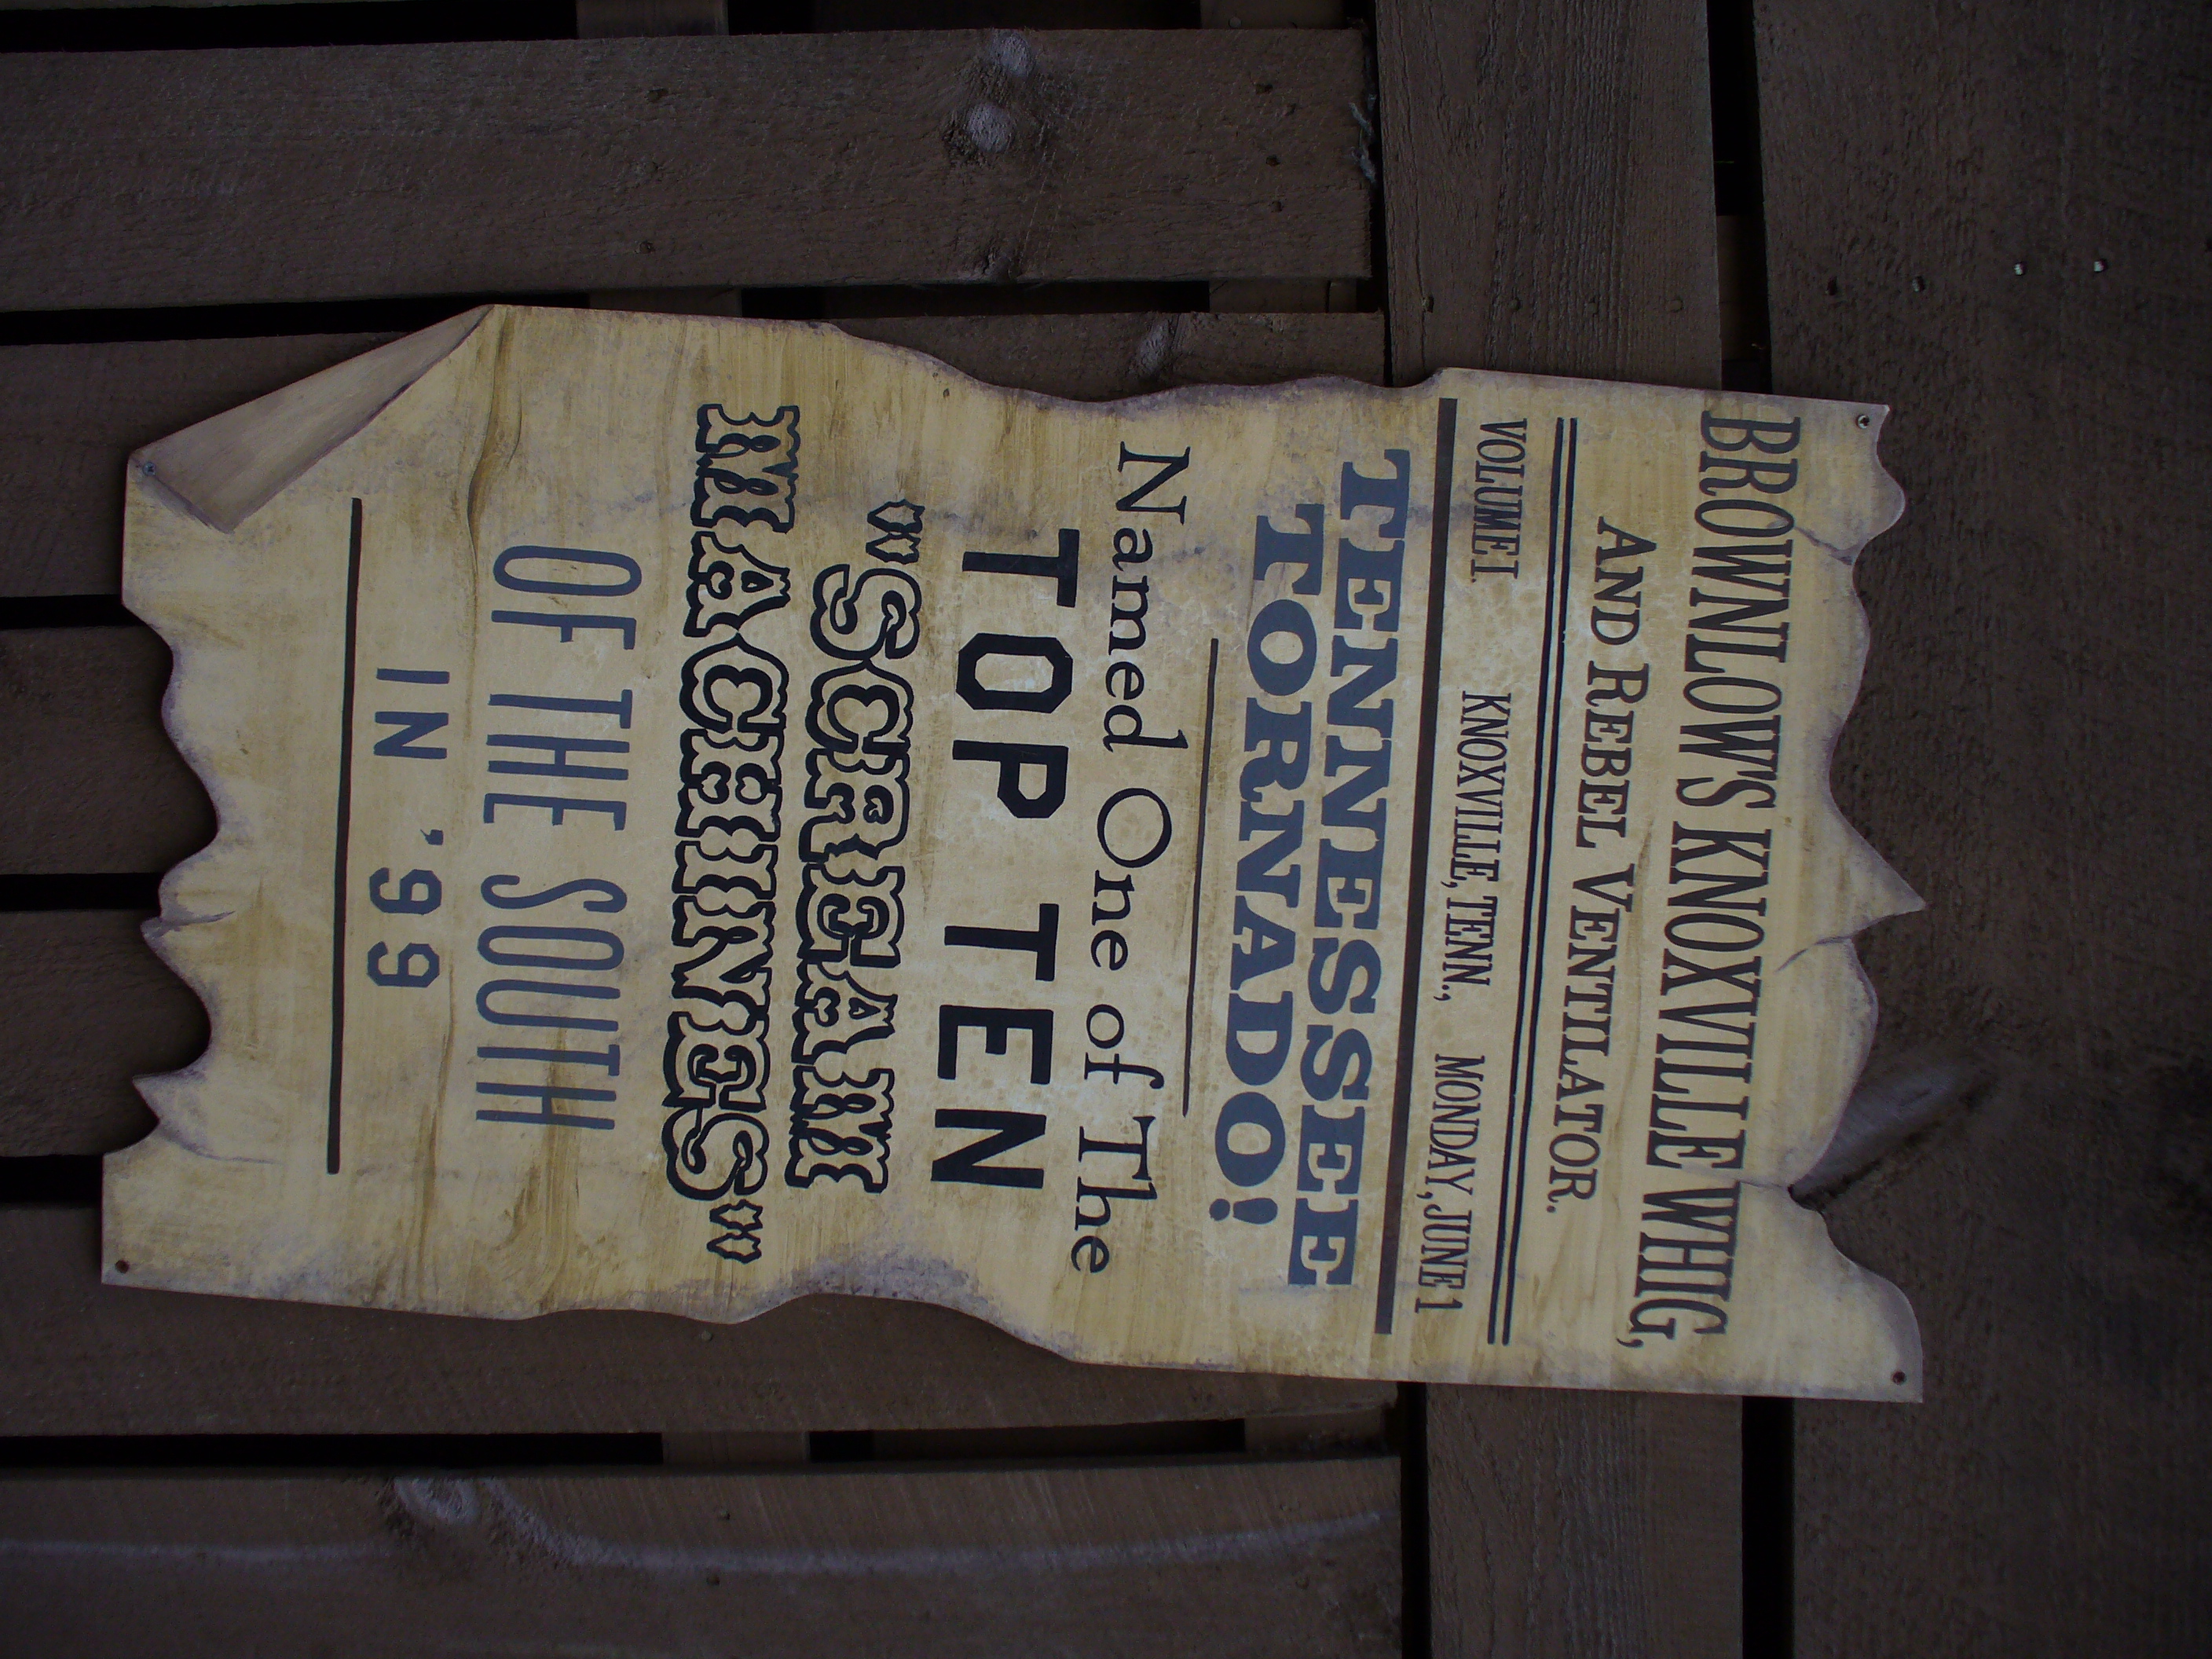 BROWNLOW'S KNOXVILLE WHIG,
AND REBEL VENTILATOR.
VOLUME I. KNOXVILLE, TENN., MONDAY, JUNE 1
TENNESSEE
TORNADO!
Named One of The
TOP TEN
"SCREAM
MACHINES"
OF THE SOUTH
IN '99